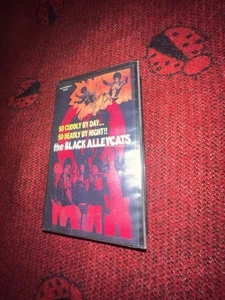 SO CUDDLY BY DAY...
SO DEADLY BY NIGHT!!
the BLACK ALLEYCATS